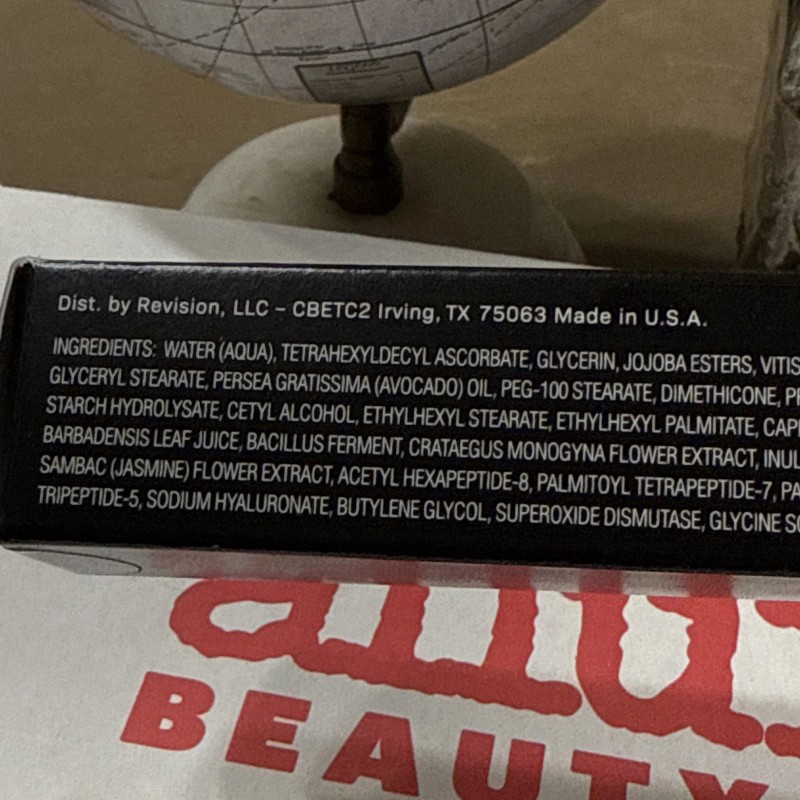 Dist. by Revision, LLC – CBETC2 Irving, TX 75063 Made in U.S.A.
INGREDIENTS: WATER (AQUA), TETRAHEXYLDECYL ASCORBATE, GLYCERIN, JOJOBA ESTERS, VITIS
GLYCERYL STEARATE, PERSEA GRATISSIMA (AVOCADO) OIL, PEG-100 STEARATE, DIMETHICONE,
STARCH HYDROLYSATE, CETYL ALCOHOL, ETHYLHEXYL STEARATE, ETHYLHEXYL PALMITATE,
BARBADENSIS LEAF JUICE, BACILLUS FERMENT, CRATAEGUS MONOGYNA FLOWER EXTRACT,
SAMBAC (JASMINE) FLOWER EXTRACT, ACETYL HEXAPEPTIDE-8, PALMITOYL TETRAPEPTIDE-7,
TRIPEPTIDE-5, SODIUM HYALURONATE, BUTYLENE GLYCOL, SUPEROXIDE DISMUTASE, GLYCINE
BEAUTY